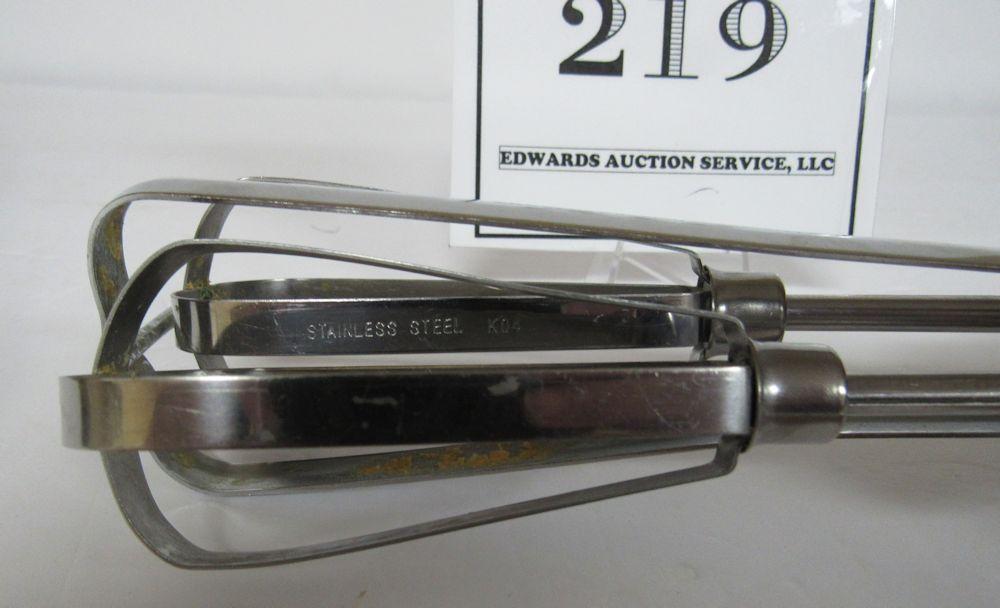 219
EDWARDS AUCTION SERVICE, LLC
STAINLESS STEEL K04